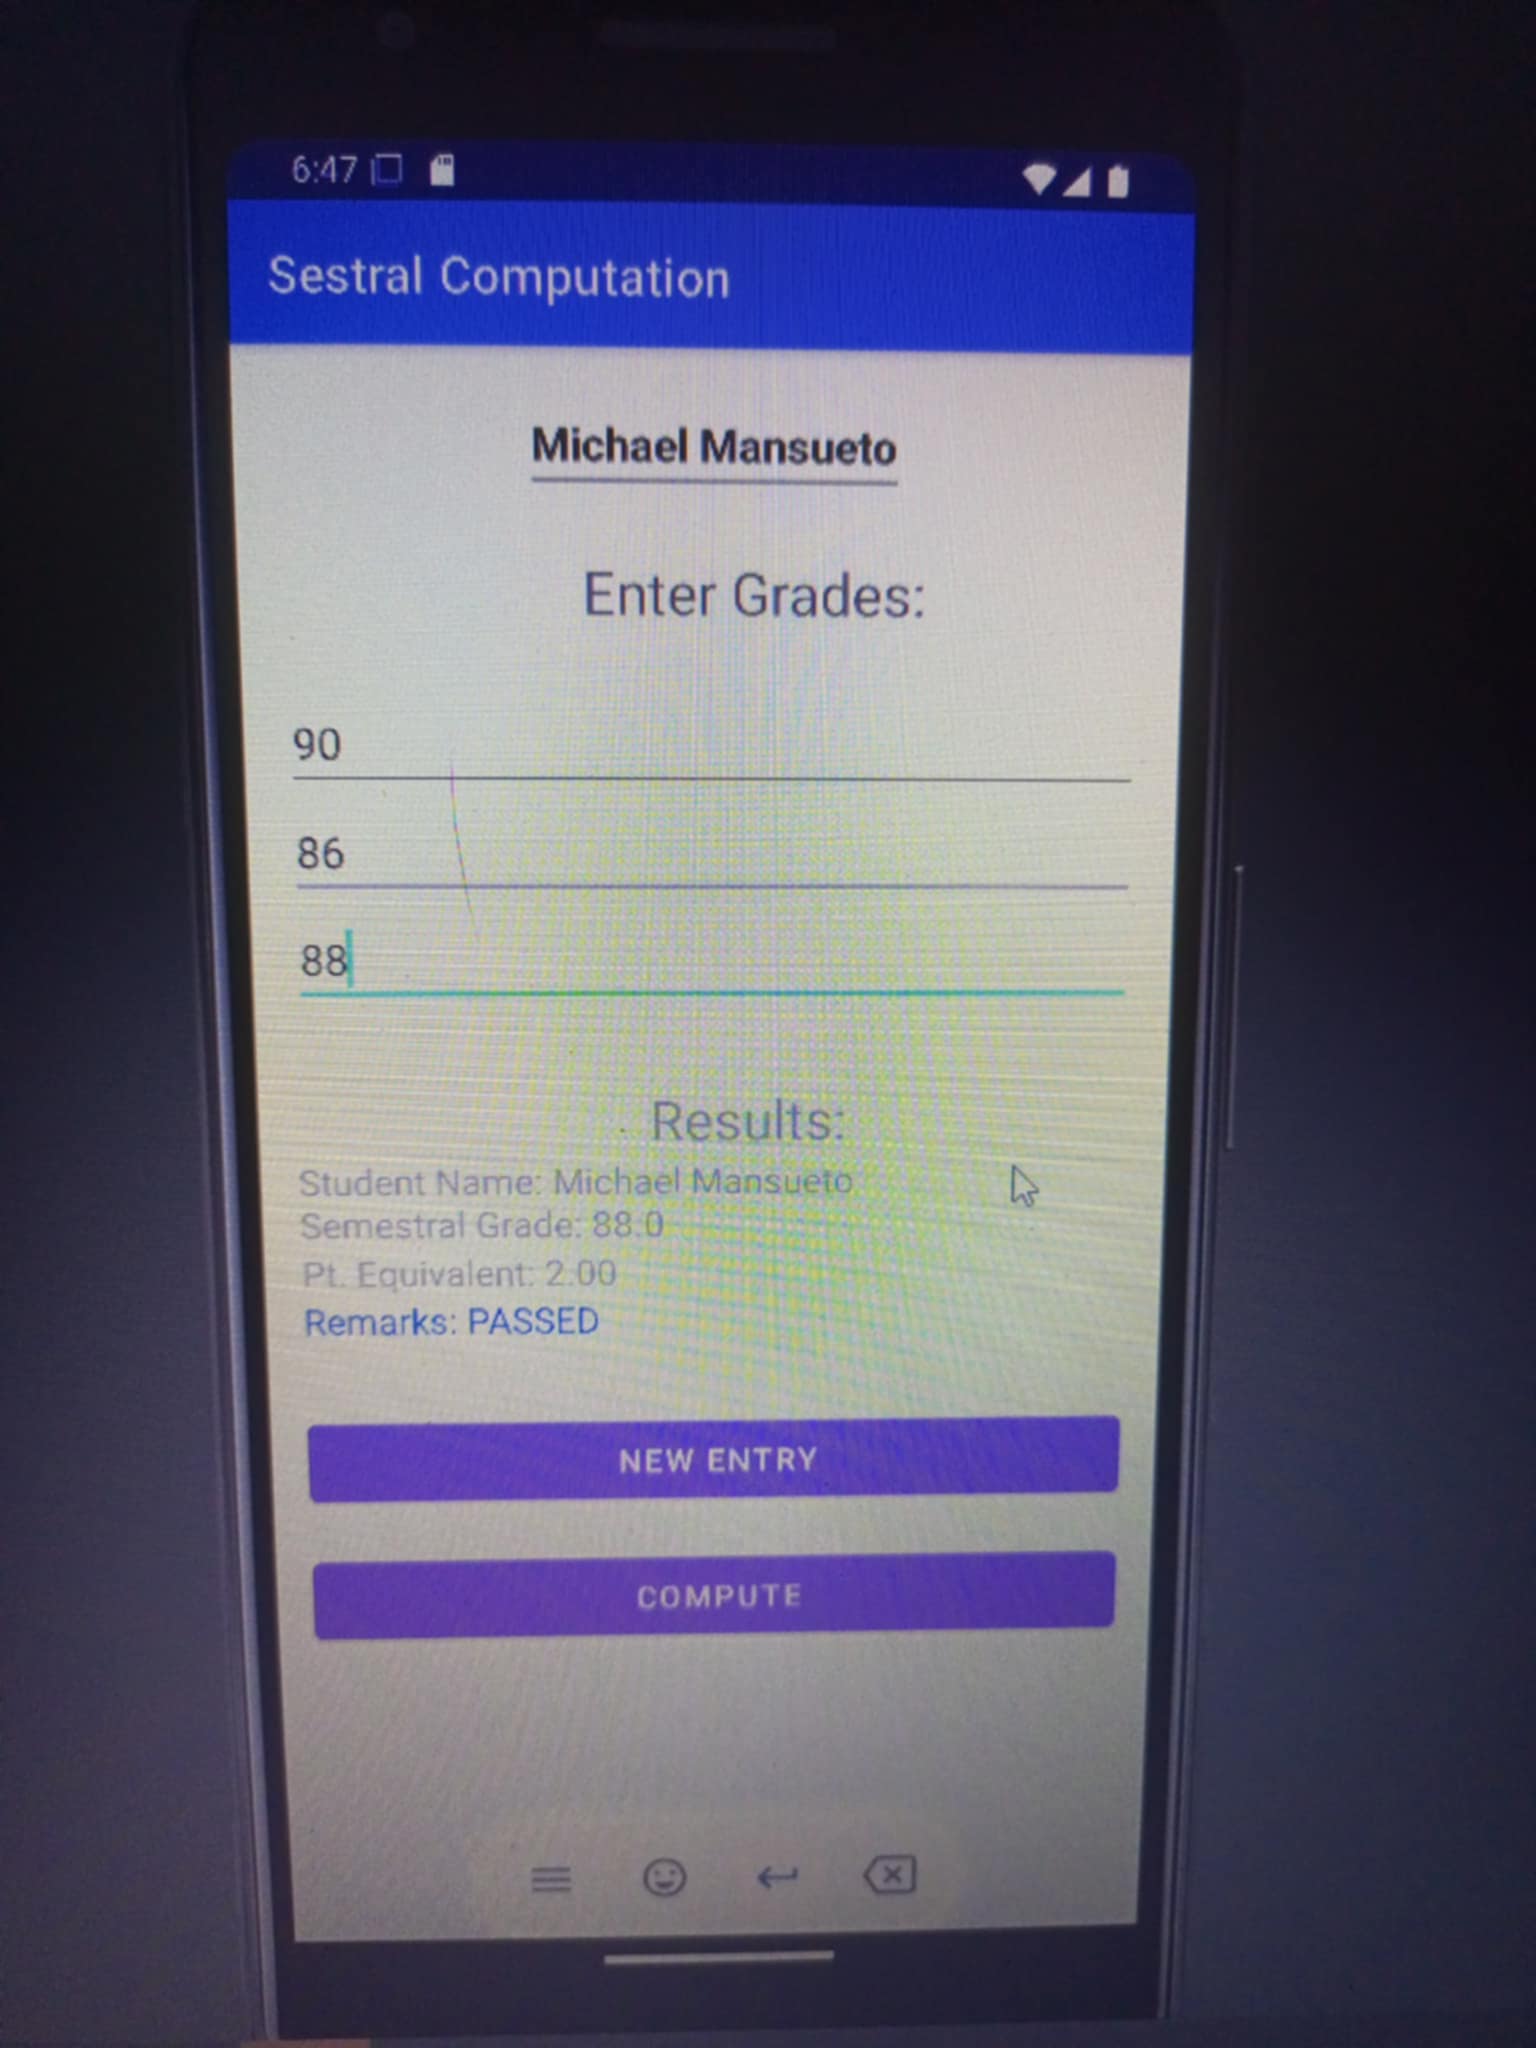 6:47
Sestral Computation
Michael Mansueto
Enter Grades:
90
86
88
Results:
Student Name: Michael Mansueto
Semestral Grade: 88.0
Pt. Equivalent: 2.00
Remarks: PASSED
NEW ENTRY
COMPUTE